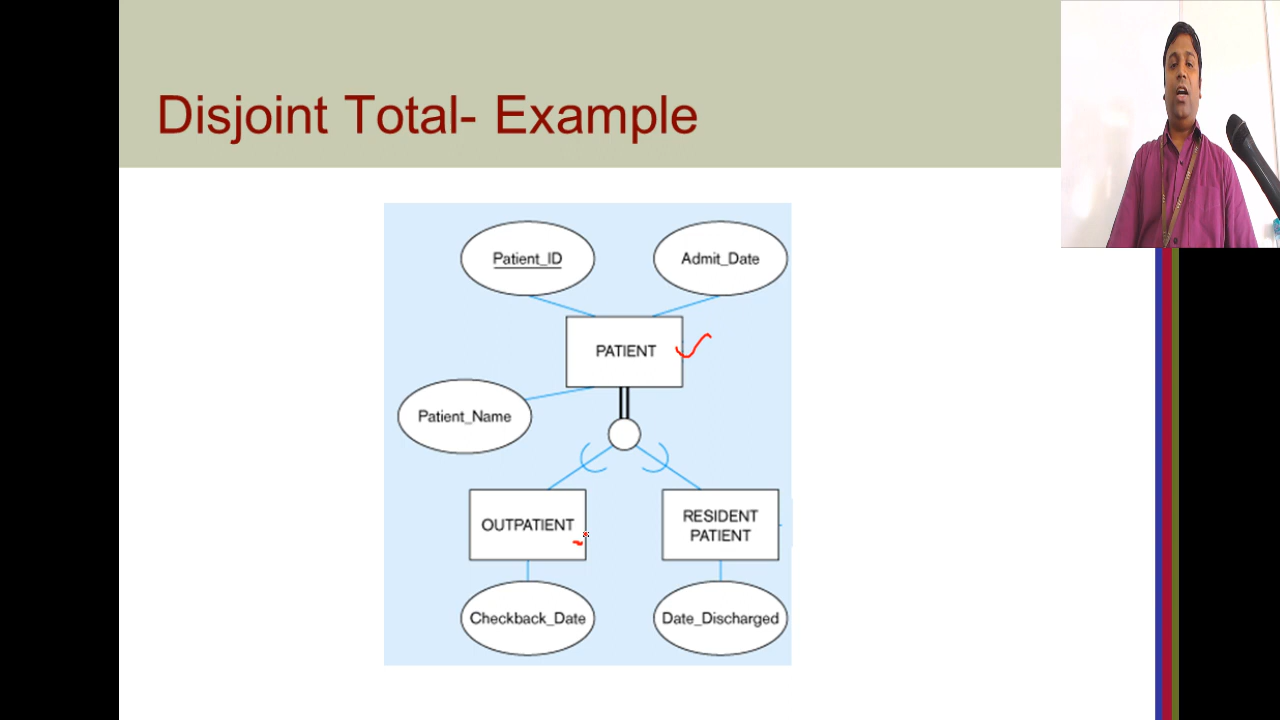 Disjoint Total- Example
Patient_ID
Admit_Date
PATIENT
Patient_Name
OUTPATIENT
RESIDENT
PATIENT
Checkback_Date
Date_Discharged